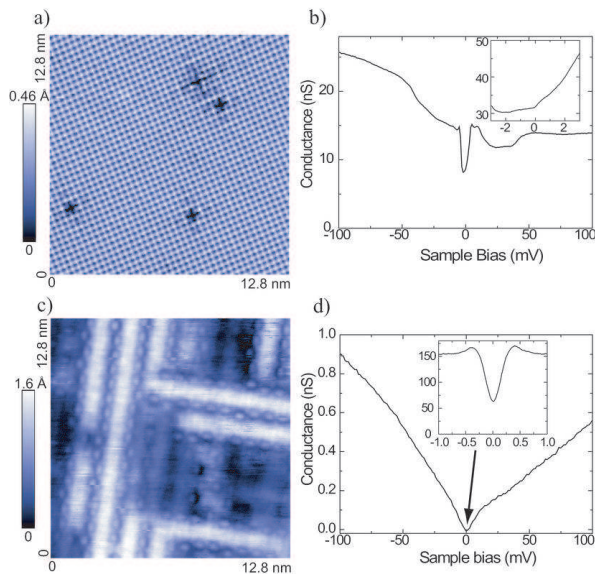 a)
12.8 nm
0.46 Å
0
0
12.8 nm
b)
Conductance (nS)
20
10
0
-100
-50
0
50
100
Sample Bias (mV)
50
40
30
-2
0
2
c)
12.8 nm
1.6 Å
0
0
12.8 nm
d)
Conductance (nS)
1.0
0.8
0.6
0.4
0.2
0.0
-100
-50
0
50
100
Sample bias (mV)
150
100
50
0
-1.0
-0.5
0.0
0.5
1.0